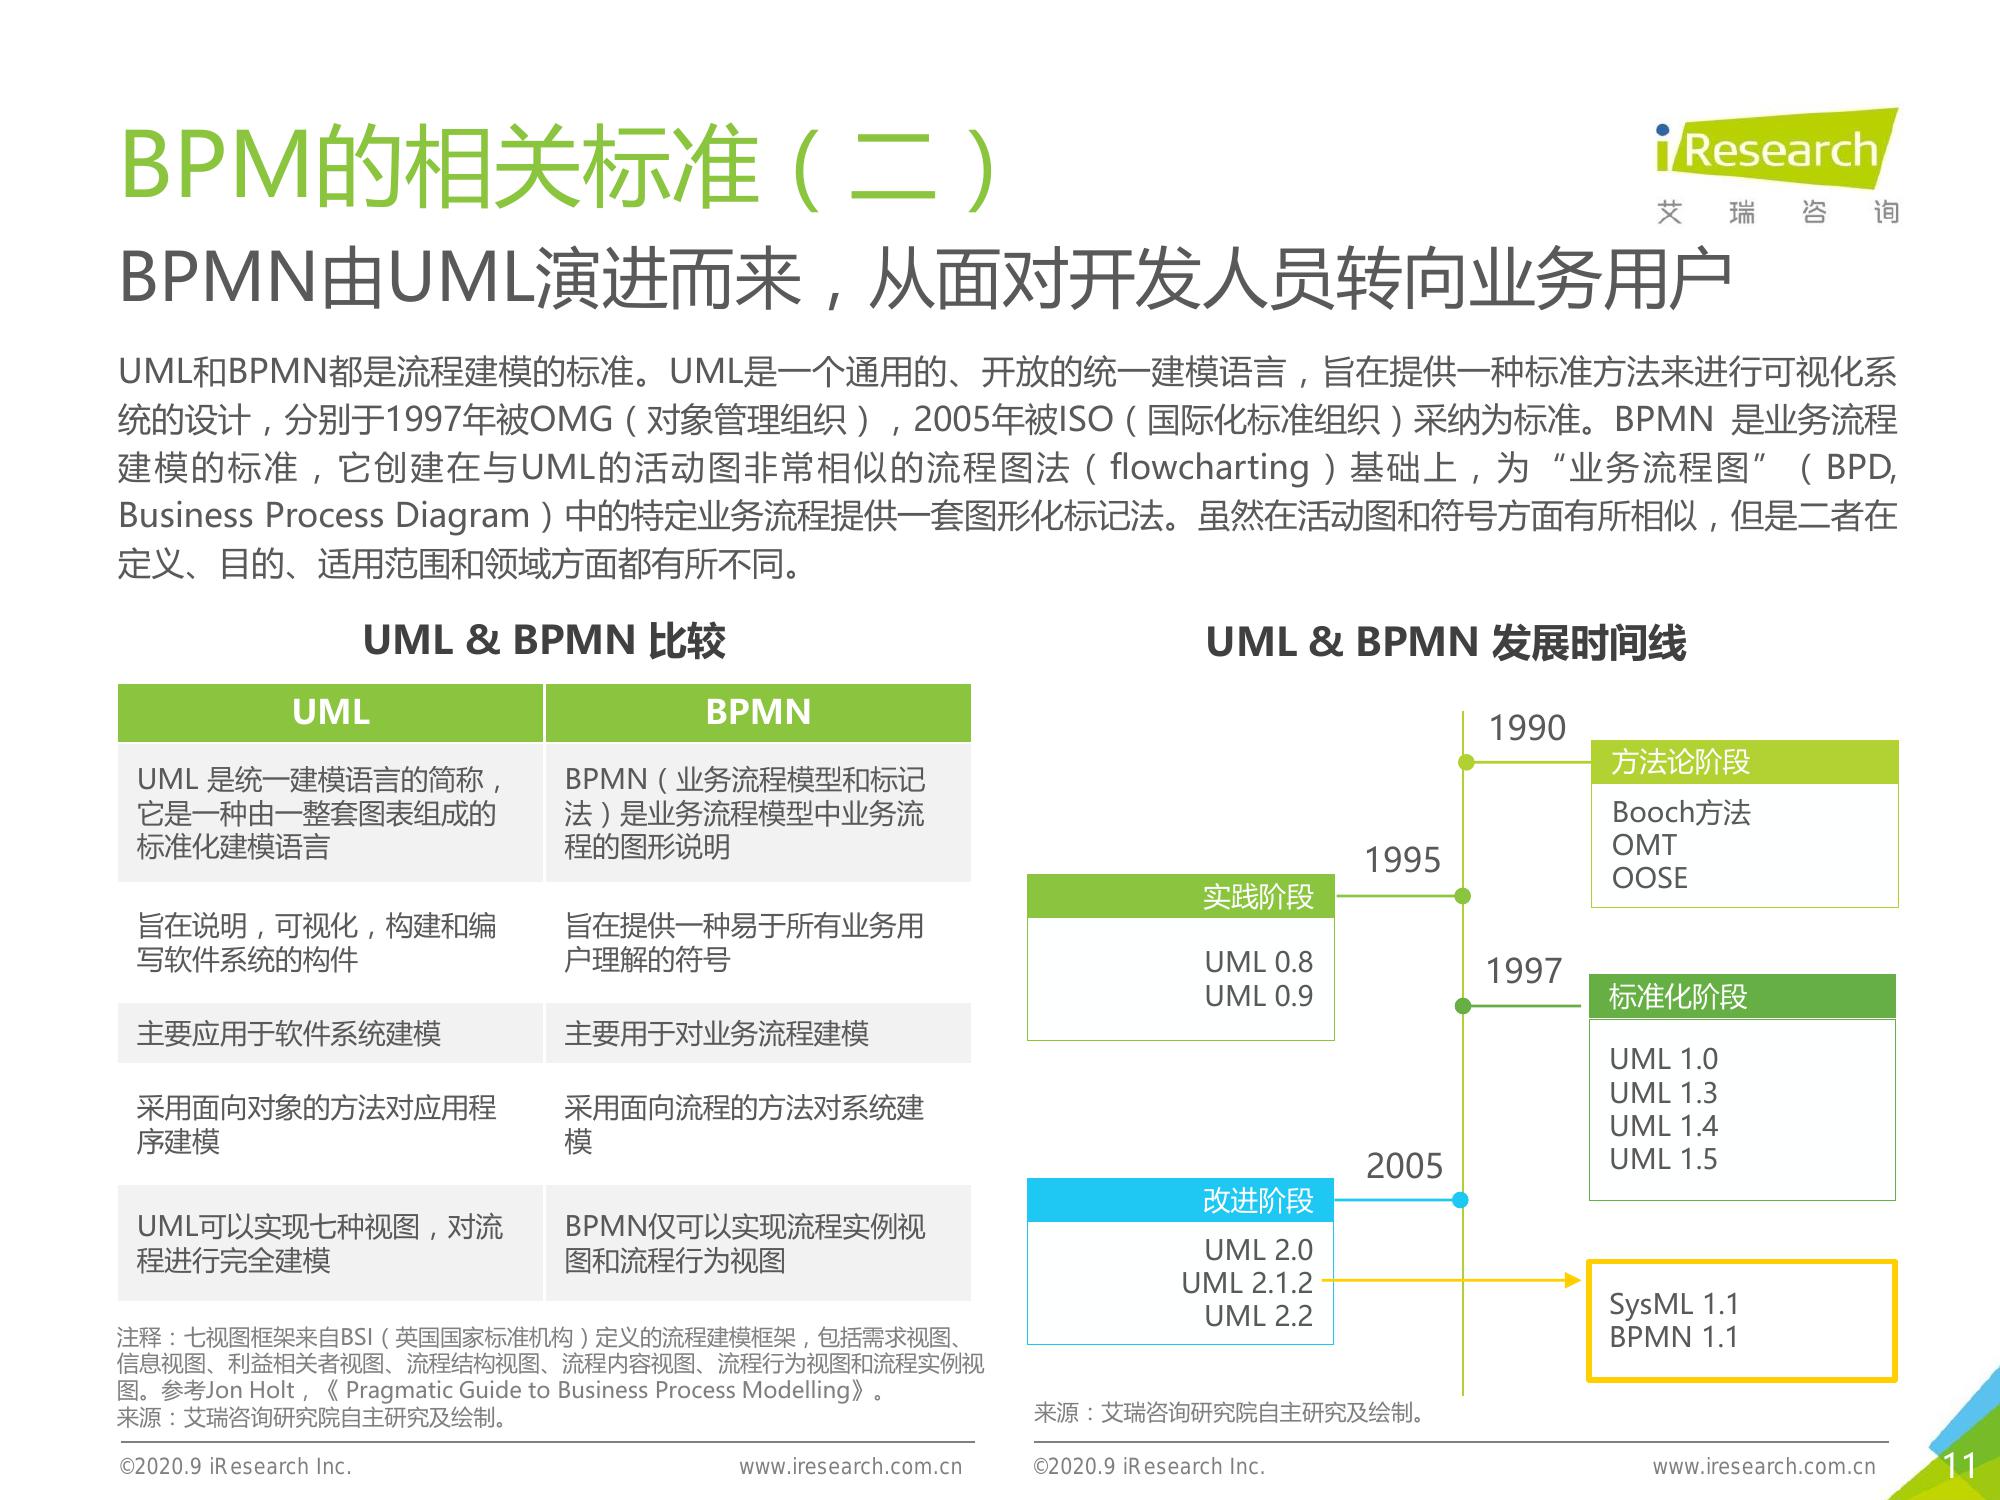 BPM的相关标准（二）
iResearch
艾瑞咨询
BPMN由UML演进而来，从面对开发人员转向业务用户
UML和BPMN都是流程建模的标准。UML是一个通用的、开放的统一建模语言，旨在提供一种标准方法来进行可视化系
统的设计，分别于1997年被OMG（对象管理组织），2005年被ISO（国际化标准组织）采纳为标准。BPMN 是业务流程
建模的标准，它创建在与UML的活动图非常相似的流程图法（flowcharting）基础上，为“业务流程图”（BPD,
Business Process Diagram）中的特定业务流程提供一套图形化标记法。虽然在活动图和符号方面有所相似，但是二者在
定义、目的、适用范围和领域方面都有所不同。
UML & BPMN 比较
UML
BPMN
UML 是统一建模语言的简称，
它是一种由一整套图表组成的
标准化建模语言
BPMN（业务流程模型和标记
法）是业务流程模型中业务流
程的图形说明
旨在说明，可视化，构建和编
写软件系统的构件
旨在提供一种易于所有业务用
户理解的符号
主要应用于软件系统建模
主要用于对业务流程建模
采用面向对象的方法对应用程
序建模
采用面向流程的方法对系统建
模
UML可以实现七种视图，对流
程进行完全建模
BPMN仅可以实现流程实例视
图和流程行为视图
注释：七视图框架来自BSI（英国国家标准机构）定义的流程建模框架，包括需求视图、
信息视图、利益相关者视图、流程结构视图、流程内容视图、流程行为视图和流程实例视
图。参考Jon Holt，《 Pragmatic Guide to Business Process Modelling》。
来源：艾瑞咨询研究院自主研究及绘制。
UML & BPMN 发展时间线
1990
方法论阶段
Booch方法
OMT
OOSE
1995
实践阶段
UML 0.8
UML 0.9
1997
标准化阶段
UML 1.0
UML 1.3
UML 1.4
UML 1.5
2005
改进阶段
UML 2.0
UML 2.1.2
UML 2.2
SysML 1.1
BPMN 1.1
来源：艾瑞咨询研究院自主研究及绘制。
©2020.9 iResearch Inc.
www.iresearch.com.cn
©2020.9 iResearch Inc.
www.iresearch.com.cn
11